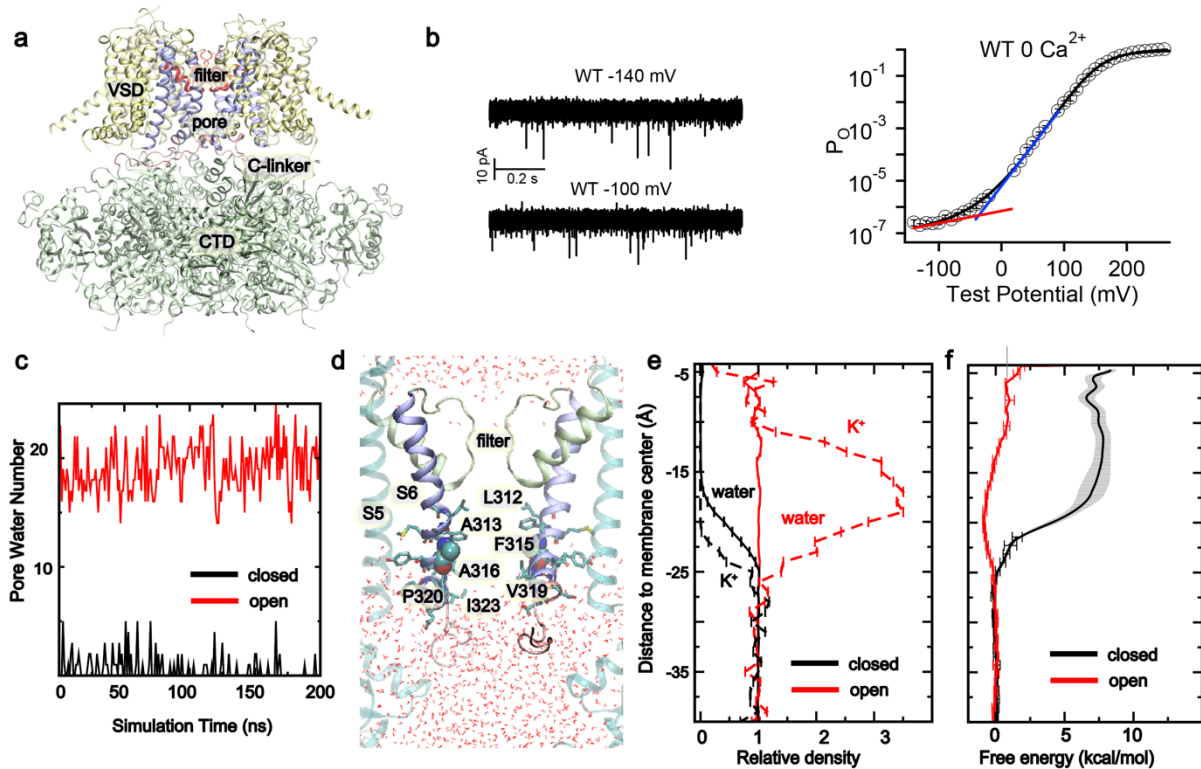 a
VSD
filter
pore
C-linker
CTD
b
WT -140 mV
10 pA
0.2 s
WT -100 mV
WT 0 Ca²⁺
P_O
10⁻¹
10⁻³
10⁻⁵
10⁻⁷
-100
0
100
200
Test Potential (mV)
c
Pore Water Number
20
10
closed
open
0
50
100
150
200
Simulation Time (ns)
d
filter
S6
S5
L312
A313
F315
A316
P320
V319
I323
e
Distance to membrane center (Å)
-5
-15
-25
-35
K⁺
water
water
K⁺
closed
open
0
1
2
3
Relative density
f
closed
open
0
5
10
Free energy (kcal/mol)